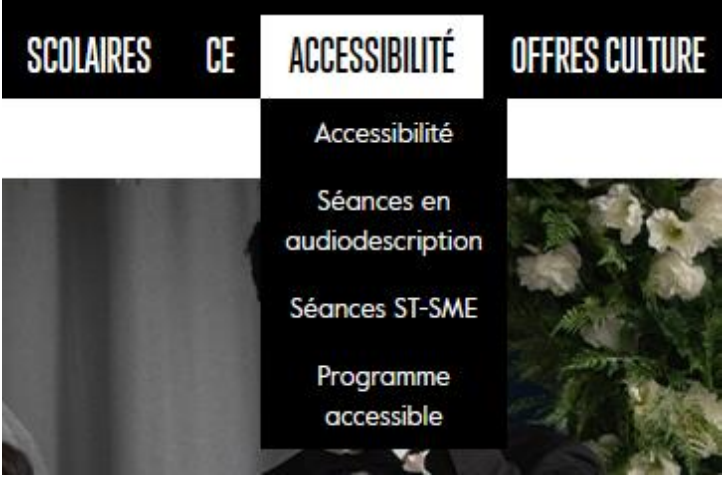 SCOLAIRES CE ACCESSIBILITÉ OFFRES CULTURE
Accessibilité
Séances en
audiodescription
Séances ST-SME
Programme
accessible